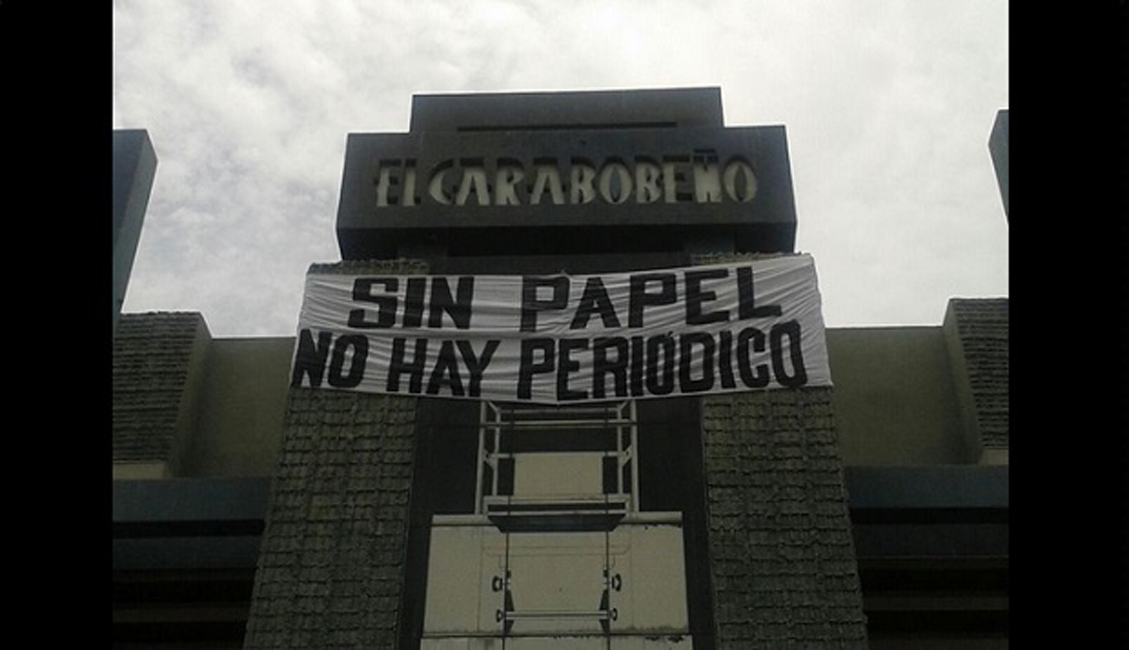 EL CARABOBEÑO
SIN PAPEL
NO HAY PERIÓDICO